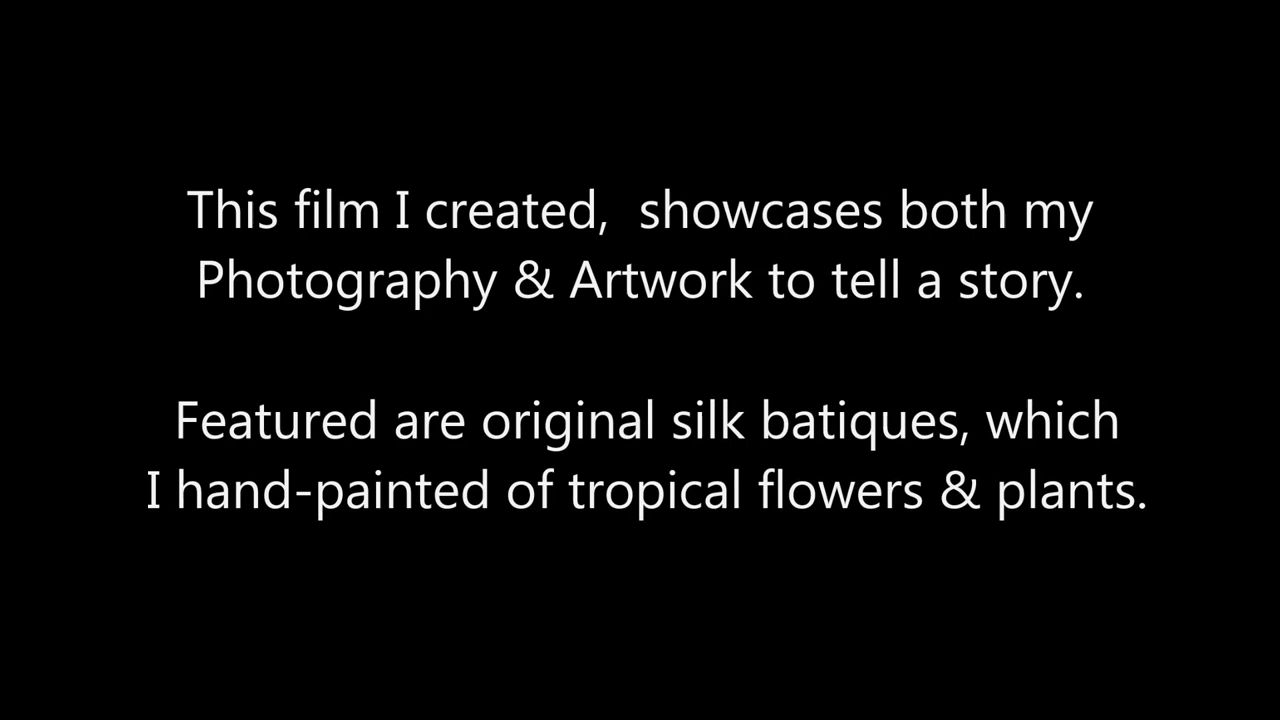 This film I created,  showcases both my
Photography & Artwork to tell a story.
Featured are original silk batiques, which
I hand-painted of tropical flowers & plants.